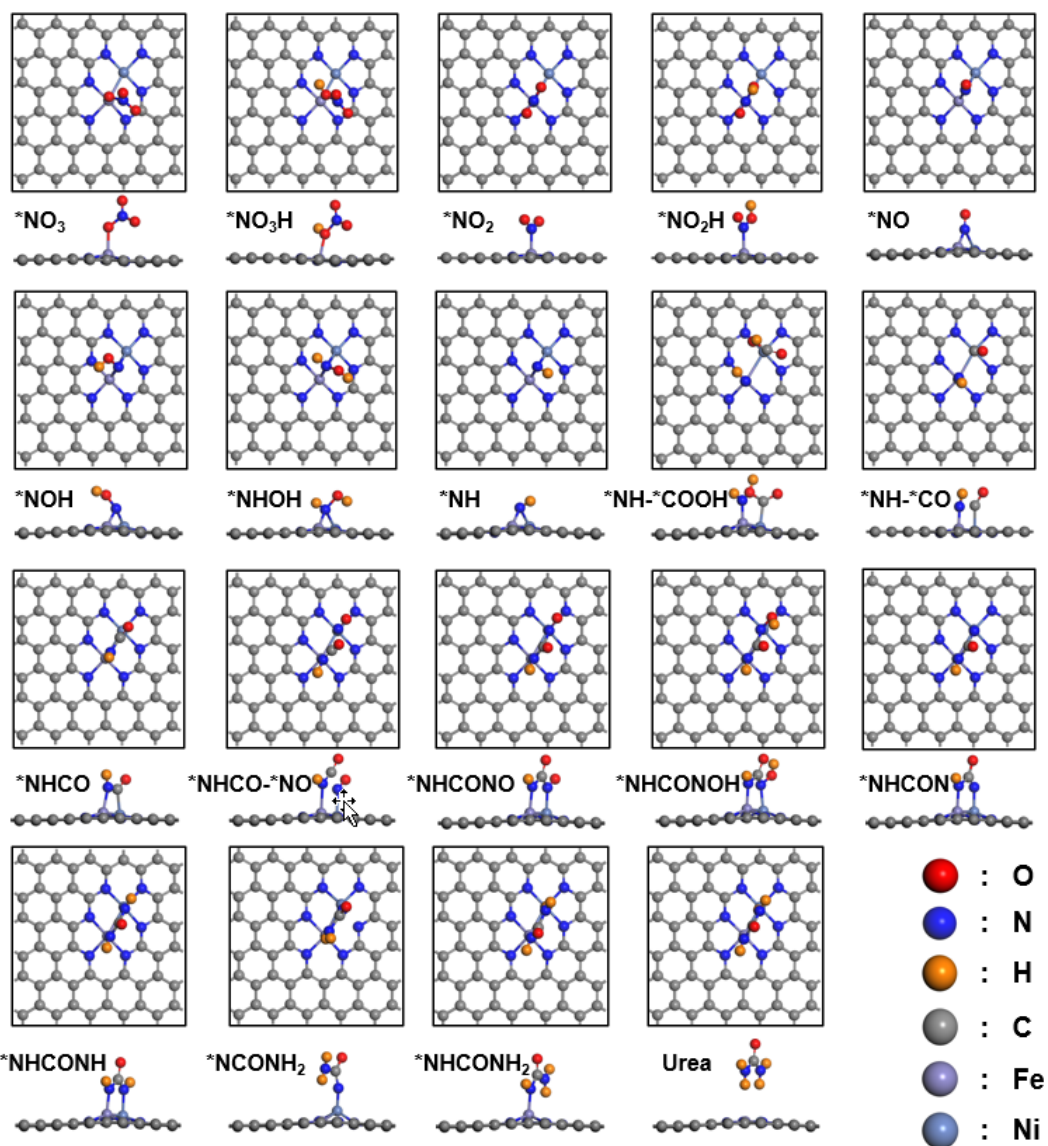 *NO₃ *NO₃H *NO₂ *NO₂H *NO
*NOH *NHOH *NH *NH-*COOH *NH-*CO
*NHCO *NHCO-*NO *NHCONO *NHCONOH *NHCON
*NHCONH *NCONH₂ *NHCONH₂ Urea
: O
: N
: H
: C
: Fe
: Ni